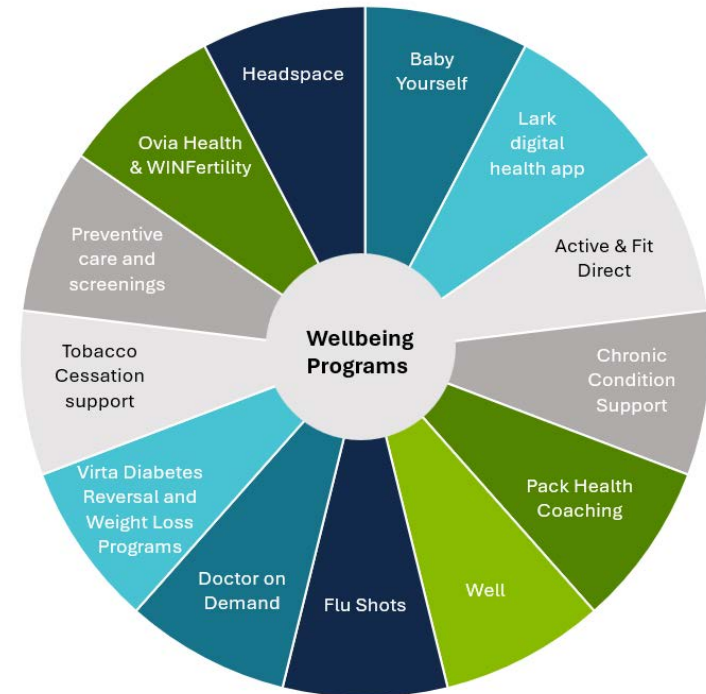 Wellbeing
Programs
Baby
Yourself
Lark
digital
health app
Active & Fit
Direct
Chronic
Condition
Support
Pack Health
Coaching
Well
Flu Shots
Doctor on
Demand
Virta Diabetes
Reversal and
Weight Loss
Programs
Tobacco
Cessation
support
Preventive
care and
screenings
Ovia Health
& WINFertility
Headspace